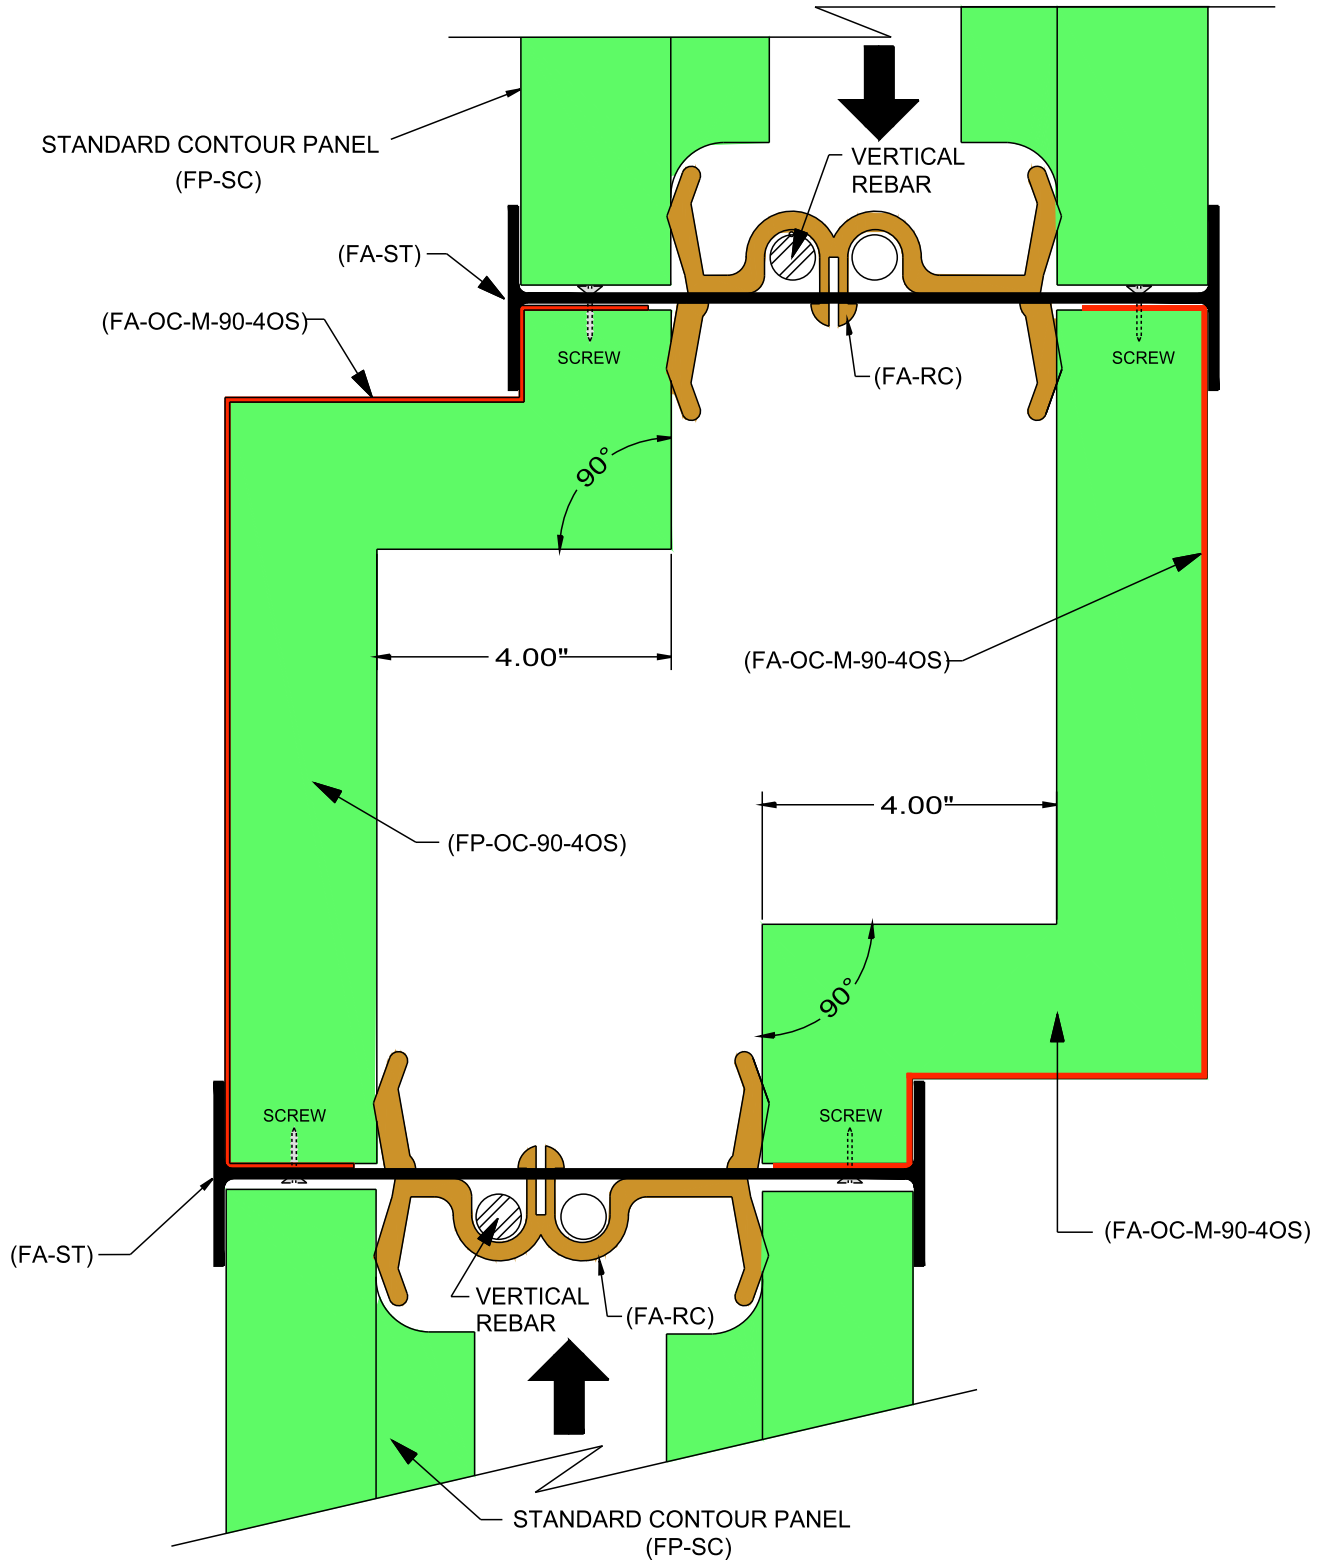 STANDARD CONTOUR PANEL
(FP-SC)
VERTICAL
REBAR
(FA-ST)
(FA-OC-M-90-4OS)
SCREW
SCREW
(FA-RC)
90°
4.00"
(FA-OC-M-90-4OS)
4.00"
(FP-OC-90-4OS)
90°
SCREW
SCREW
(FA-OC-M-90-4OS)
(FA-ST)
VERTICAL
REBAR
(FA-RC)
STANDARD CONTOUR PANEL
(FP-SC)